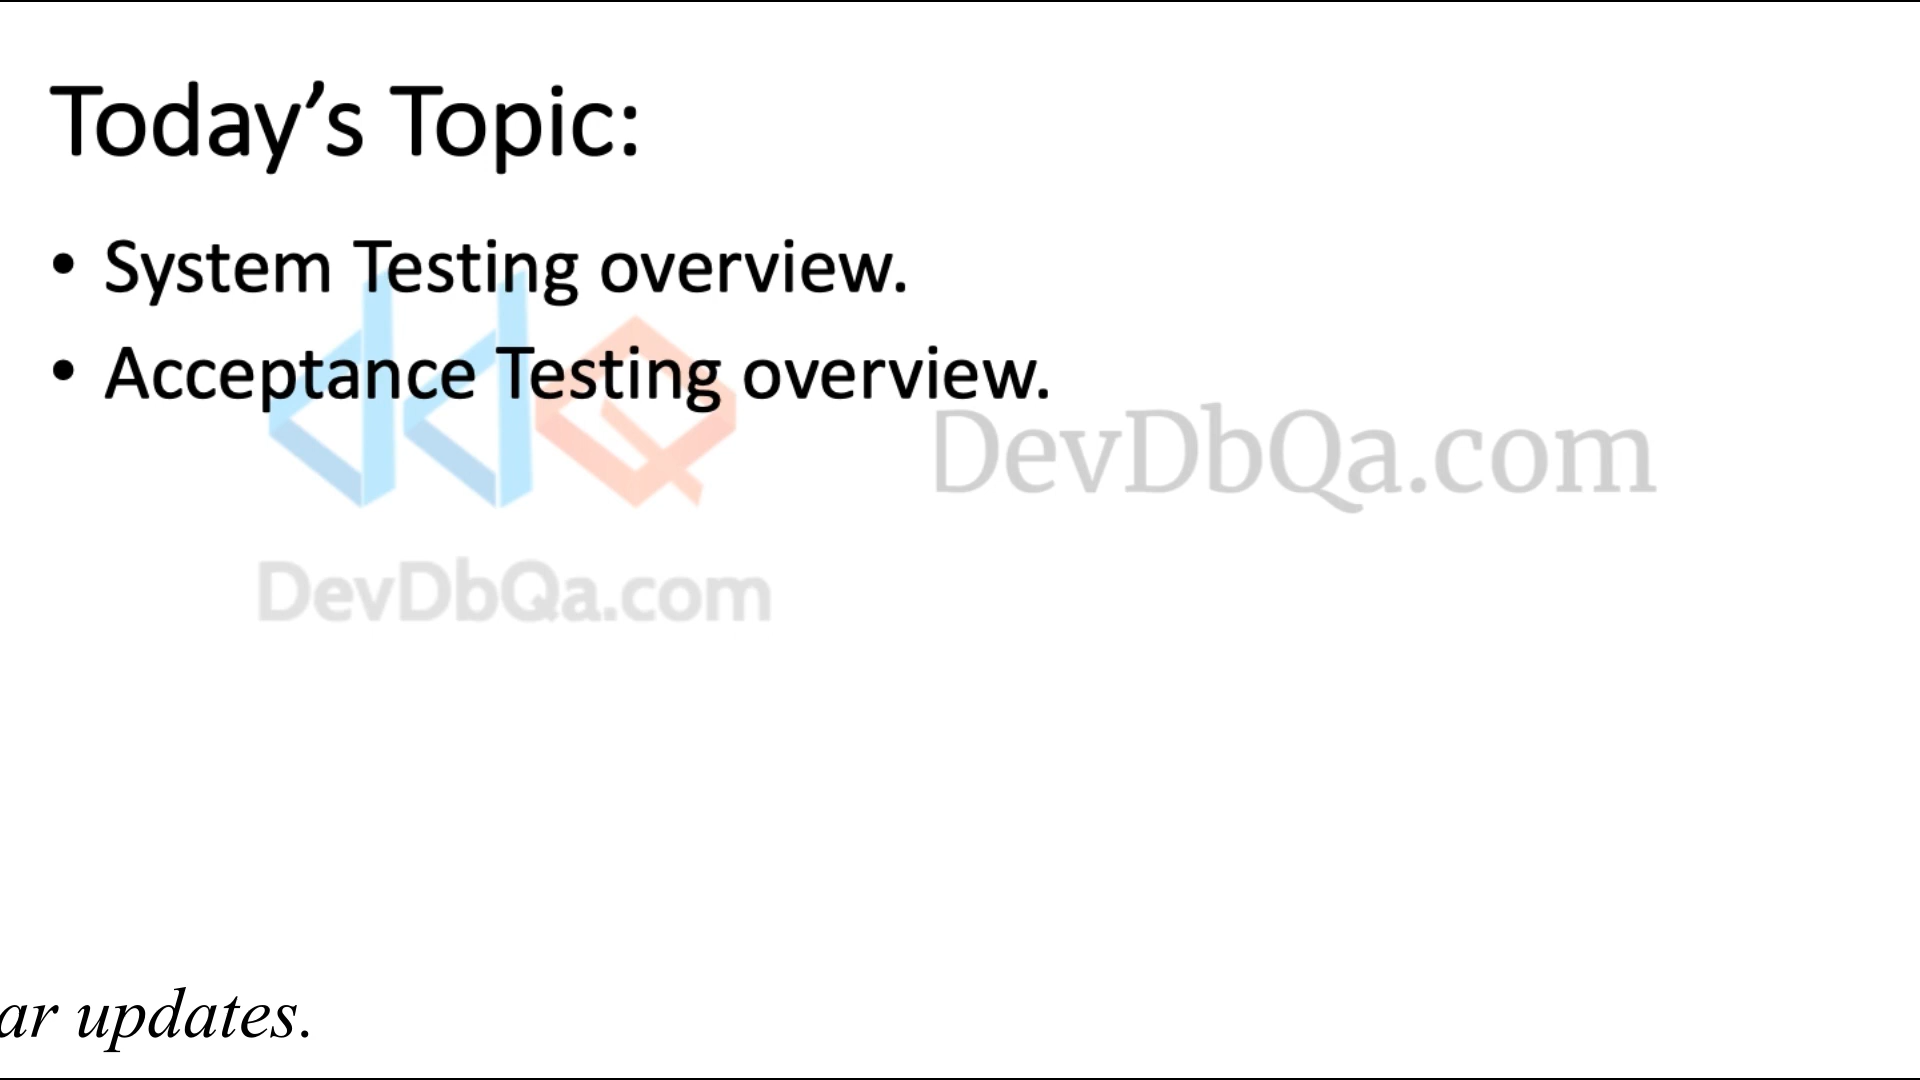 Today’s Topic:
• System Testing overview.
• Acceptance Testing overview.
DevDbQa.com
DevDbQa.com
ar updates.